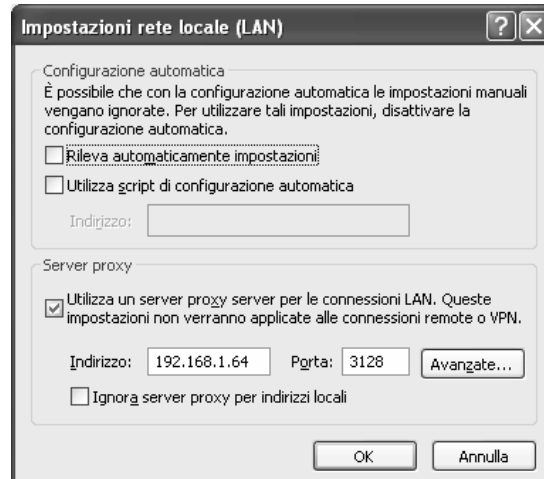 Impostazioni rete locale (LAN)
Configurazione automatica
È possibile che con la configurazione automatica le impostazioni manuali
vengano ignorate. Per utilizzare tali impostazioni, disattivare la
configurazione automatica.
Rileva automaticamente impostazioni
Utilizza script di configurazione automatica
Indirizzo:
Server proxy
Utilizza un server proxy server per le connessioni LAN. Queste
impostazioni non verranno applicate alle connessioni remote o VPN.
Indirizzo: 192.168.1.64 Porta: 3128 Avanzate...
Ignora server proxy per indirizzi locali
OK Annulla